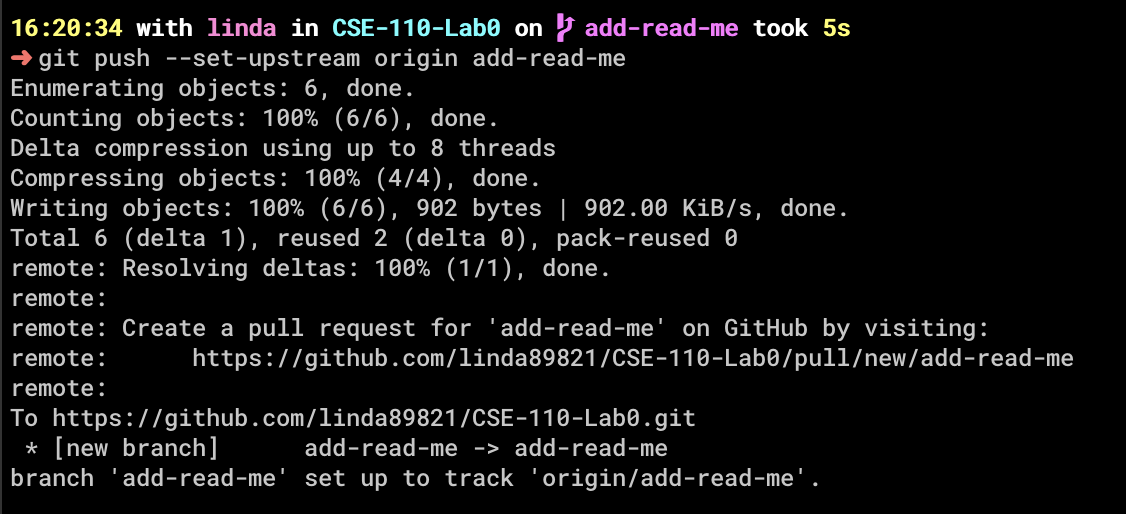 16:20:34 with linda in CSE-110-Lab0 on add-read-me took 5s
➜ git push --set-upstream origin add-read-me
Enumerating objects: 6, done.
Counting objects: 100% (6/6), done.
Delta compression using up to 8 threads
Compressing objects: 100% (4/4), done.
Writing objects: 100% (6/6), 902 bytes | 902.00 KiB/s, done.
Total 6 (delta 1), reused 2 (delta 0), pack-reused 0
remote: Resolving deltas: 100% (1/1), done.
remote:
remote: Create a pull request for 'add-read-me' on GitHub by visiting:
remote:      https://github.com/linda89821/CSE-110-Lab0/pull/new/add-read-me
remote:
To https://github.com/linda89821/CSE-110-Lab0.git
 * [new branch]      add-read-me -> add-read-me
branch 'add-read-me' set up to track 'origin/add-read-me'.